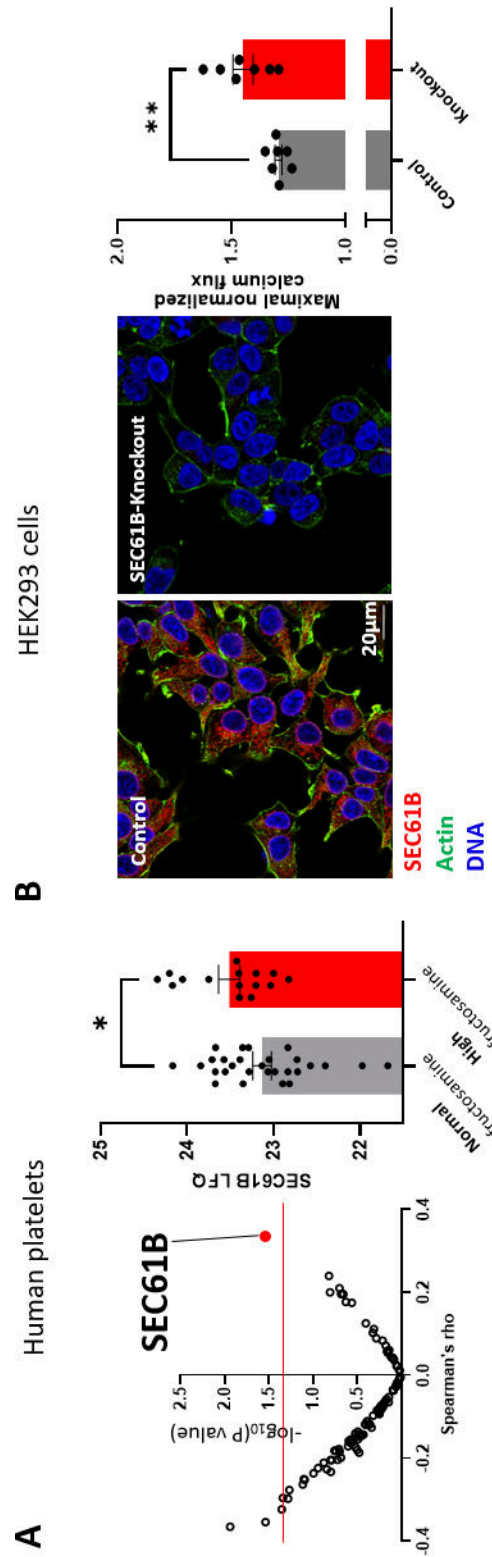 A
Human platelets
-log₁₀(P value)
2.5
2.0
1.5
1.0
0.5
SEC61B
-0.4
-0.2
0.0
0.2
0.4
Spearman's rho
SEC61B LFQ
25
24
23
22
*
Normal
fructosamine
High
fructosamine
B
HEK293 cells
Control
20µm
SEC61B-Knockout
SEC61B
Actin
DNA
Maximal normalized
calcium flux
2.0
1.5
1.0
0.0
**
Control
Knockout